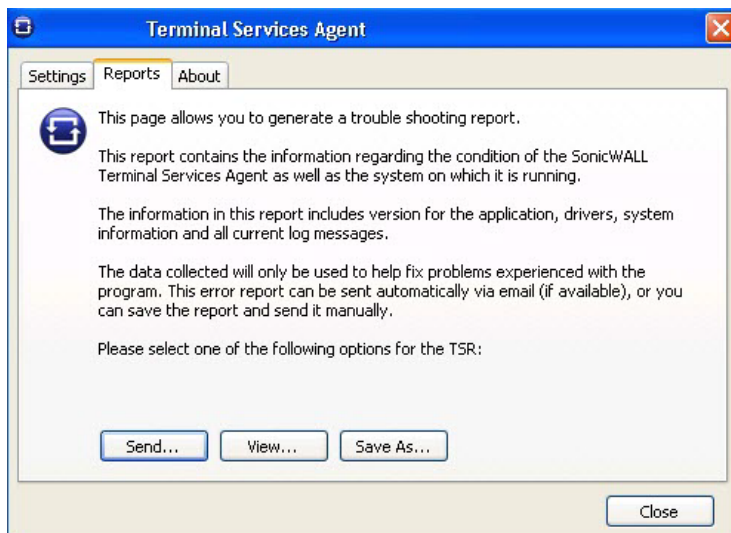 Terminal Services Agent
Settings
Reports
About
This page allows you to generate a trouble shooting report.
This report contains the information regarding the condition of the SonicWALL
Terminal Services Agent as well as the system on which it is running.
The information in this report includes version for the application, drivers, system
information and all current log messages.
The data collected will only be used to help fix problems experienced with the
program. This error report can be sent automatically via email (if available), or you
can save the report and send it manually.
Please select one of the following options for the TSR:
Send...
View...
Save As...
Close